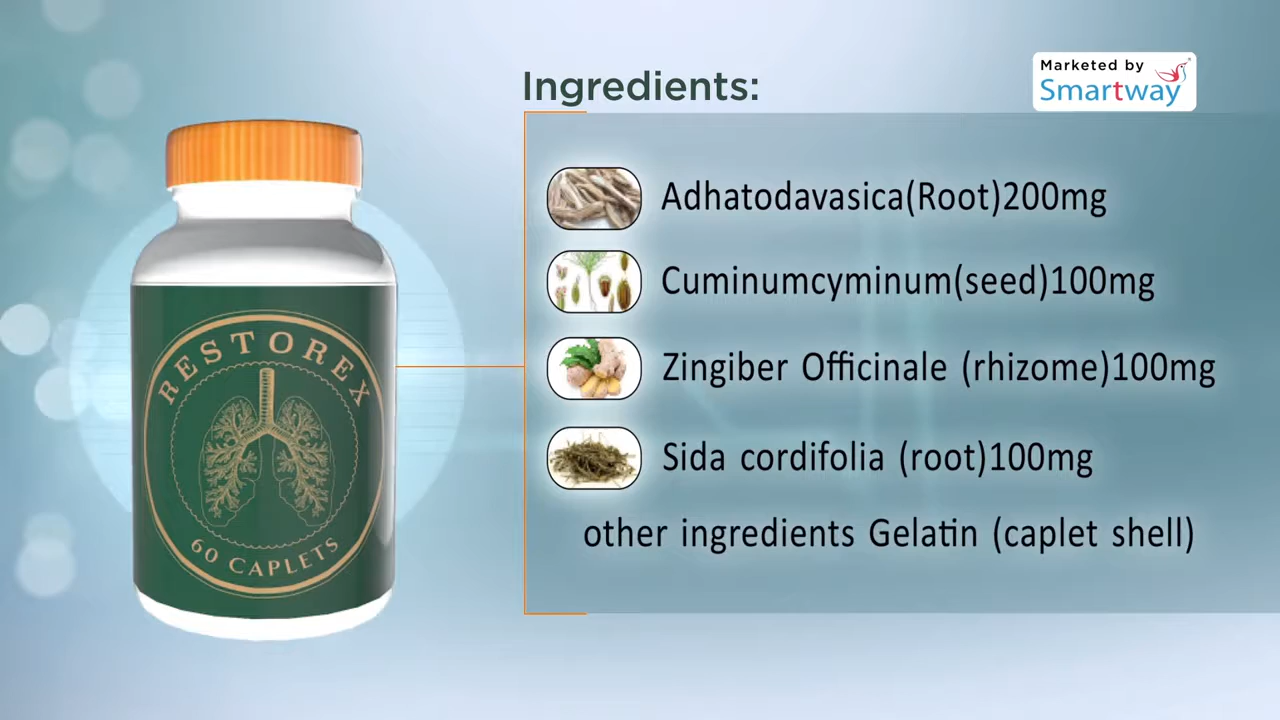 Ingredients:
Marketed by
Smartway
Adhatodavasica(Root)200mg
Cuminumcyminum(seed)100mg
Zingiber Officinale (rhizome)100mg
Sida cordifolia (root)100mg
other ingredients Gelatin (caplet shell)
RESTOREX
60 CAPLETS